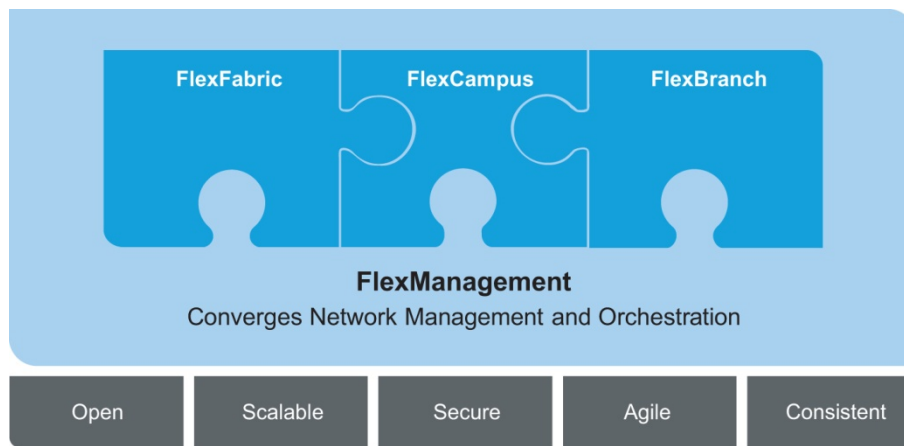 FlexFabric FlexCampus FlexBranch
FlexManagement
Converges Network Management and Orchestration
Open Scalable Secure Agile Consistent